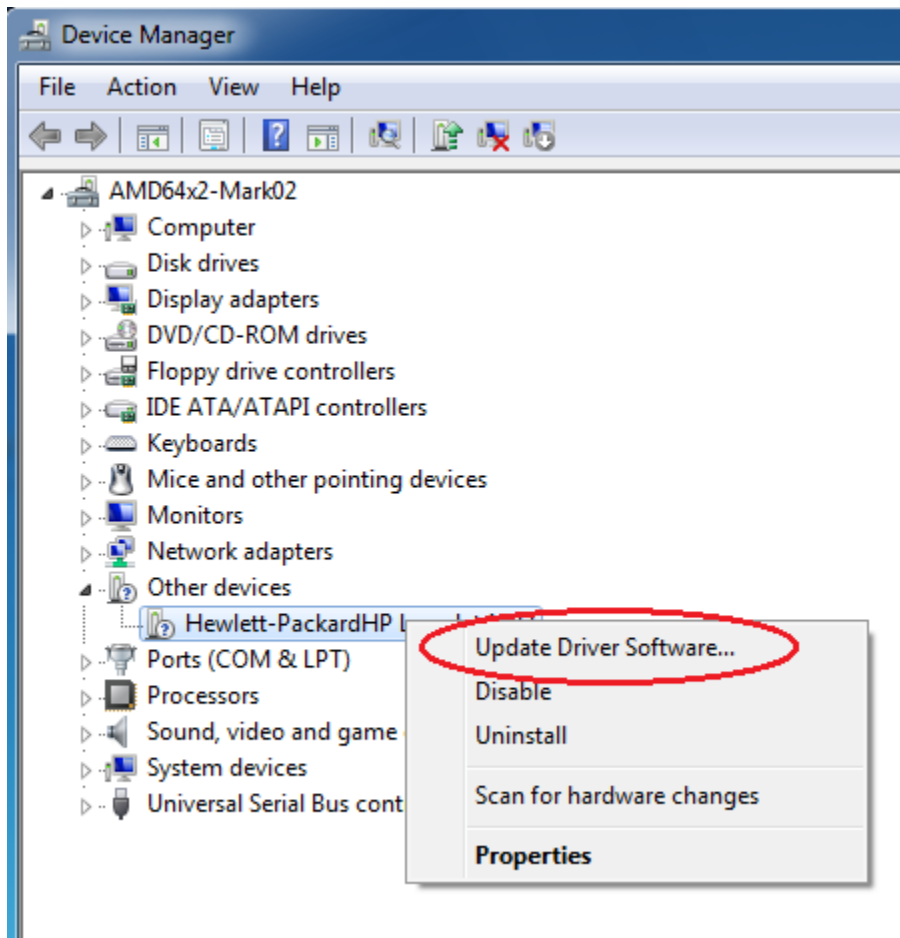 Device Manager
File Action View Help
AMD64x2-Mark02
Computer
Disk drives
Display adapters
DVD/CD-ROM drives
Floppy drive controllers
IDE ATA/ATAPI controllers
Keyboards
Mice and other pointing devices
Monitors
Network adapters
Other devices
Hewlett-PackardHP
Update Driver Software...
Ports (COM & LPT)
Disable
Processors
Sound, video and game
Uninstall
System devices
Scan for hardware changes
Universal Serial Bus cont
Properties